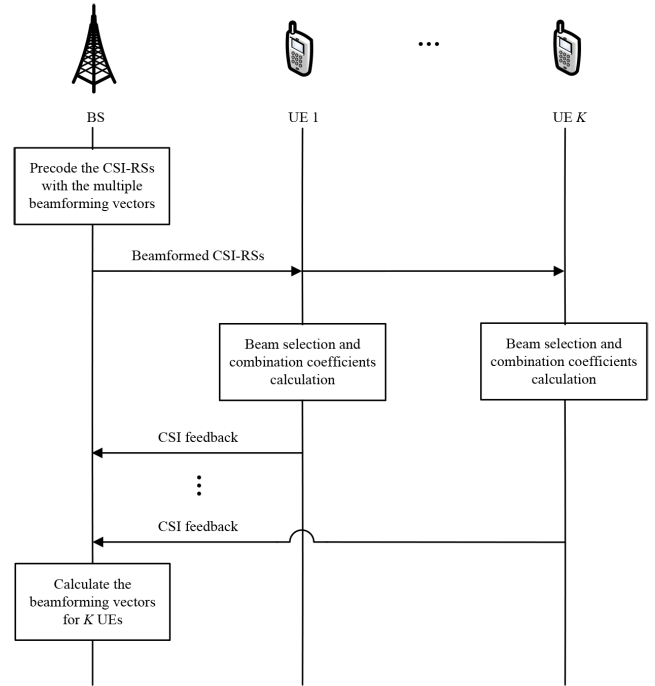 BS
UE 1
UE K
Precode the CSI-RSs
with the multiple
beamforming vectors
Beamformed CSI-RSs
Beam selection and
combination coefficients
calculation
Beam selection and
combination coefficients
calculation
CSI feedback
CSI feedback
Calculate the
beamforming vectors
for K UEs